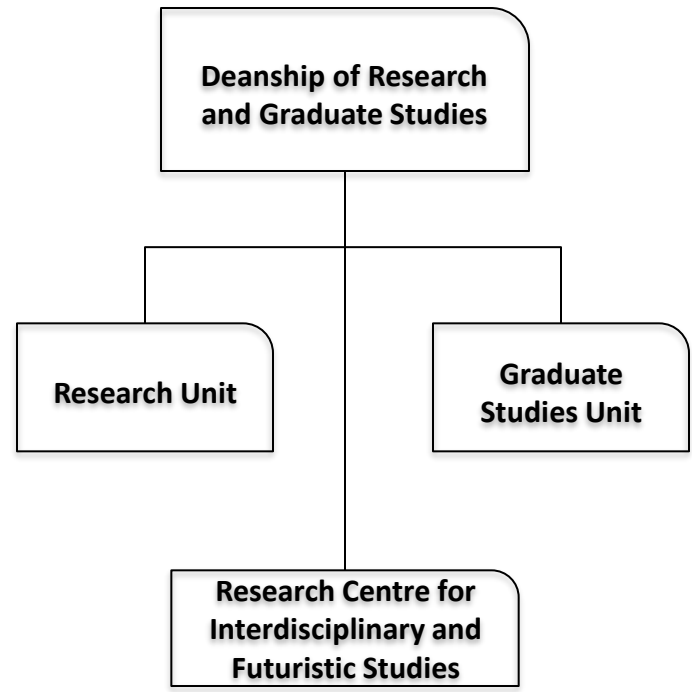 Deanship of Research
and Graduate Studies
Research Unit
Graduate
Studies Unit
Research Centre for
Interdisciplinary and
Futuristic Studies